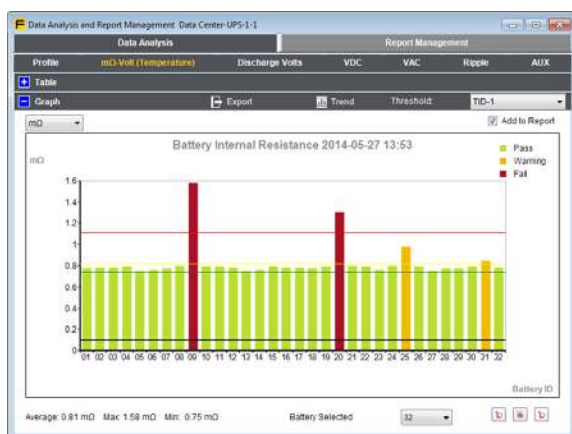 Data Analysis and Report Management Data Center-UPS-1-1
Data Analysis Report Management
Profile mΩ-Volt (Temperature) Discharge Volts VDC VAC Ripple AUX
Table
Graph Export Trend Threshold: TID-1
mΩ Add to Report
Battery Internal Resistance 2014-05-27 13:53
mΩ
Pass
Warning
Fail
1.6
1.4
1.2
1
0.8
0.6
0.4
0.2
0
01 02 03 04 05 06 07 08 09 10 11 12 13 14 15 16 17 18 19 20 21 22 23 24 25 26 27 28 29 30 31 32
Battery ID
Average: 0.81 mΩ Max: 1.58 mΩ Min: 0.75 mΩ Battery Selected 32